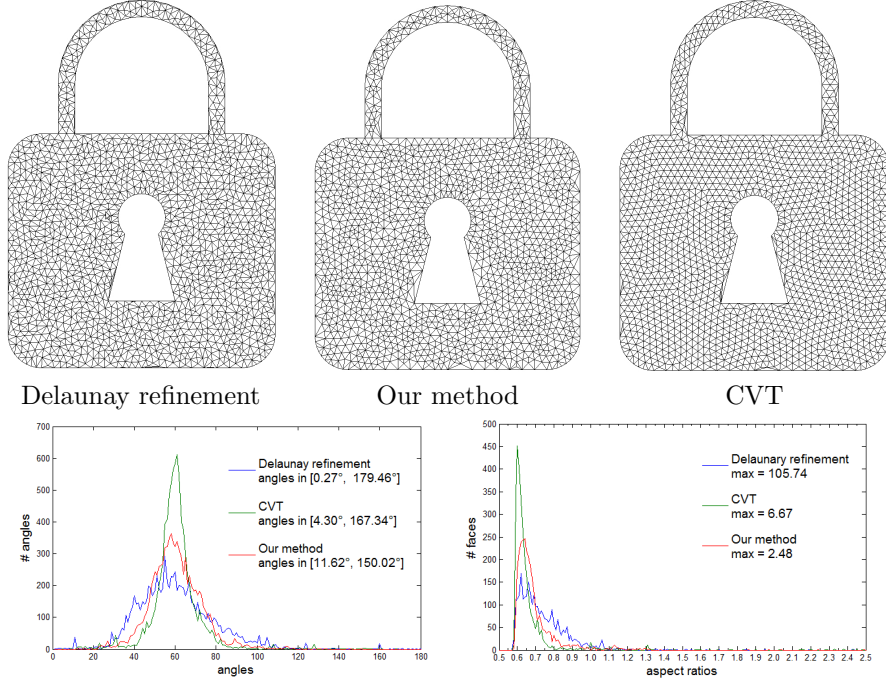 Delaunay refinement
Our method
CVT
700
600
500
400
300
200
100
0
# angles
Delaunay refinement
angles in [0.27°, 179.46°]
CVT
angles in [4.30°, 167.34°]
Our method
angles in [11.62°, 150.02°]
0 20 40 60 80 100 120 140 160 180
angles
500
450
400
350
300
250
200
150
100
50
0
# faces
Delaunary refinement
max = 105.74
CVT
max = 6.67
Our method
max = 2.48
0.5 0.6 0.7 0.8 0.9 1.0 1.1 1.2 1.3 1.4 1.5 1.6 1.7 1.8 1.9 2.0 2.1 2.2 2.3 2.4 2.5
aspect ratios